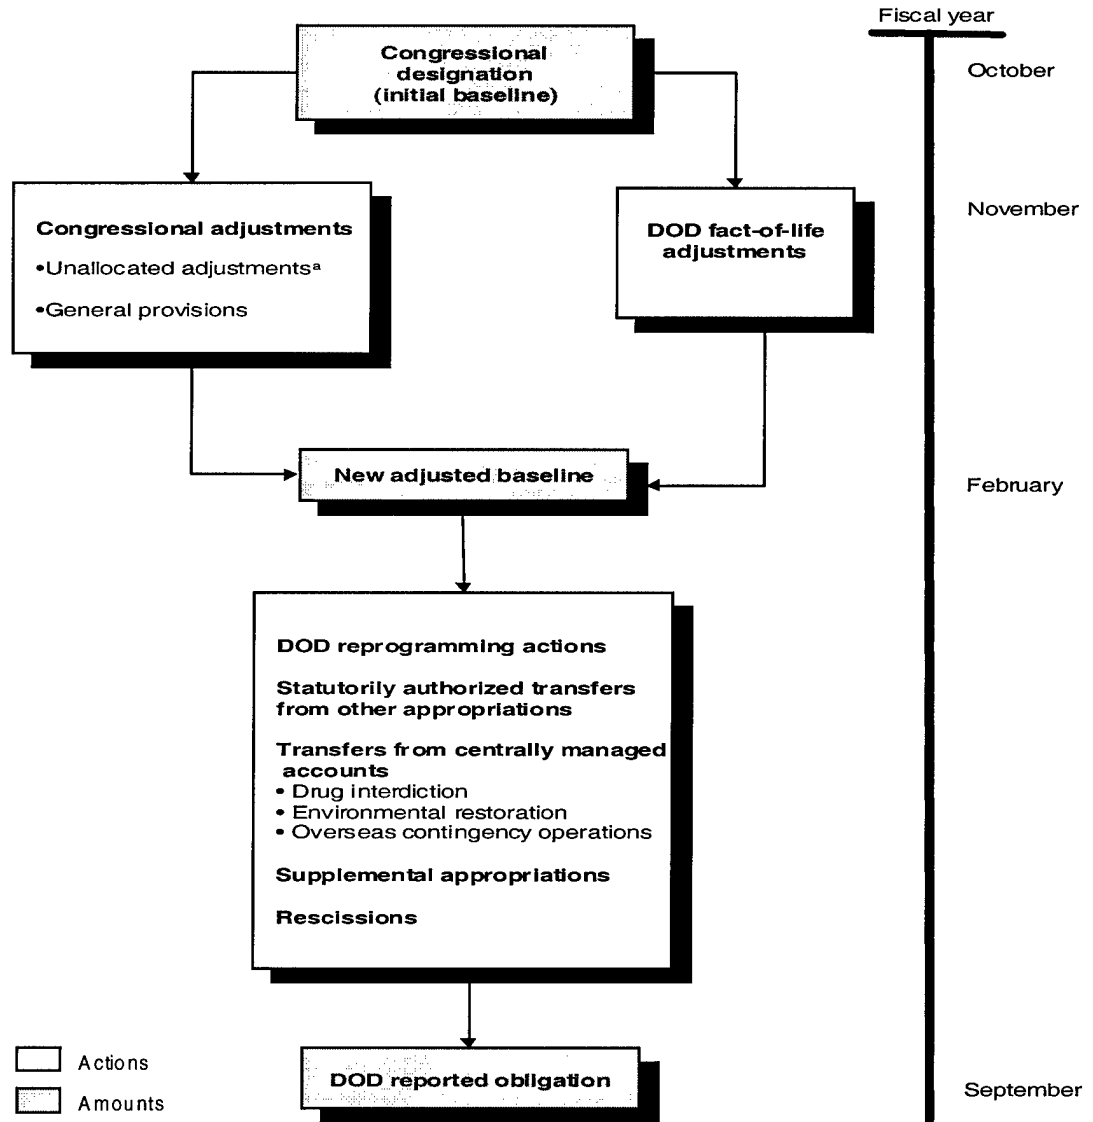 Fiscal year
Congressional
designation
(initial baseline)
October
Congressional adjustments
•Unallocated adjustmentsª
•General provisions
DOD fact-of-life
adjustments
November
New adjusted baseline
February
DOD reprogramming actions
Statutorily authorized transfers
from other appropriations
Transfers from centrally managed
accounts
• Drug interdiction
• Environmental restoration
• Overseas contingency operations
Supplemental appropriations
Rescissions
Actions
Amounts
DOD reported obligation
September